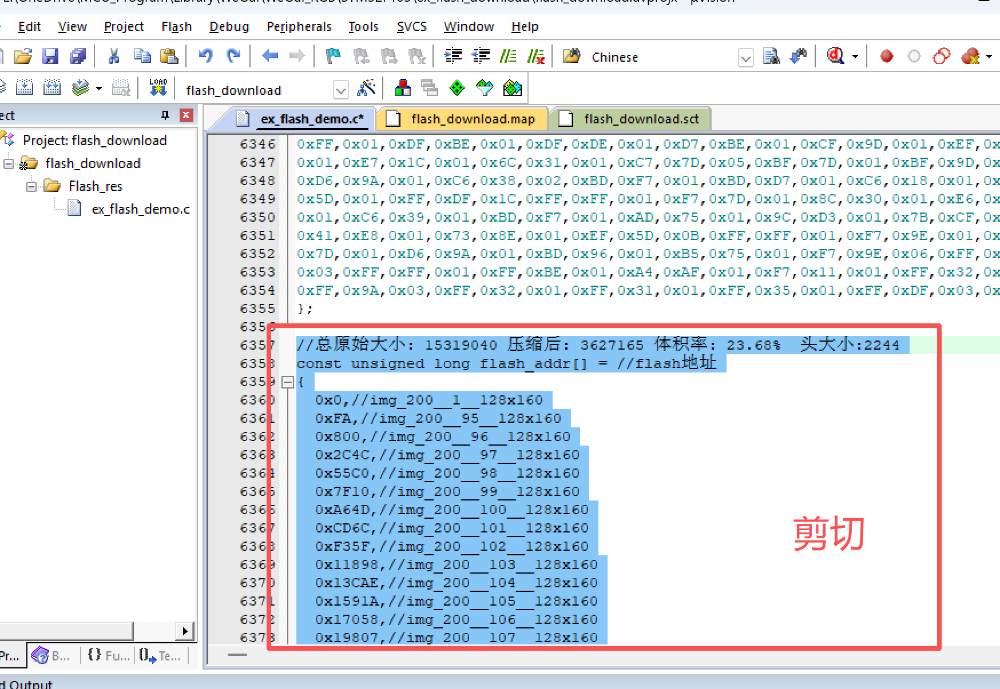 Edit View Project Flash Debug Peripherals Tools SVCS Window Help
Chinese
LOAD
flash_download
ex_flash_demo.c* flash_download.map flash_download.sct
Project: flash_download
flash_download
Flash_res
ex_flash_demo.c
6346 0xFF,0x01,0xDF,0xBE,0x01,0xDF,0xDE,0x01,0xD7,0xBE,0x01,0xCF,0x9D,0x01,0xEF,0x
6347 0x01,0xE7,0x1C,0x01,0x6C,0x31,0x01,0xC7,0x7D,0x05,0xBF,0x7D,0x01,0xBF,0x9D,0x
6348 0xD6,0x9A,0x01,0xC6,0x38,0x02,0xBD,0xF7,0x01,0xBD,0xD7,0x01,0xC6,0x18,0x01,0x
6349 0x5D,0x01,0xFF,0xDF,0x1C,0xFF,0xFF,0x01,0xF7,0x7D,0x01,0x8C,0x30,0x01,0xE6,0x
6350 0x01,0xC6,0x39,0x01,0xBD,0xF7,0x01,0xAD,0x75,0x01,0x9C,0xD3,0x01,0x7B,0xCF,0x
6351 0x41,0xE8,0x01,0x73,0x8E,0x01,0xEF,0x5D,0x0B,0xFF,0xFF,0x01,0xF7,0x9E,0x01,0x
6352 0x7D,0x01,0xD6,0x9A,0x01,0xBD,0x96,0x01,0xB5,0x75,0x01,0xF7,0x9E,0x06,0xFF,0x
6353 0x03,0xFF,0xFF,0x01,0xFF,0xBE,0x01,0xA4,0xAF,0x01,0xF7,0x11,0x01,0xFF,0x32,0x
6354 0xFF,0x9A,0x03,0xFF,0x32,0x01,0xFF,0x31,0x01,0xFF,0x35,0x01,0xFF,0xDF,0x03,0x
6355 };
6356
6357 //总原始大小: 15319040 压缩后: 3627165 体积率: 23.68% 头大小:2244
6358 const unsigned long flash_addr[] = //flash地址
6359 {
6360 0x0,//img_200__1__128x160
6361 0xFA,//img_200__95__128x160
6362 0x800,//img_200__96__128x160
6363 0x2C4C,//img_200__97__128x160
6364 0x55C0,//img_200__98__128x160
6365 0x7F10,//img_200__99__128x160
6366 0xA64D,//img_200__100__128x160
6367 0xCD6C,//img_200__101__128x160
6368 0xF35F,//img_200__102__128x160
6369 0x11898,//img_200__103__128x160
6370 0x13CAE,//img_200__104__128x160
6371 0x1591A,//img_200__105__128x160
6372 0x17058,//img_200__106__128x160
6373 0x19807,//img_200__107__128x160
剪切
Pr... B... {} Fu... Te...
Output